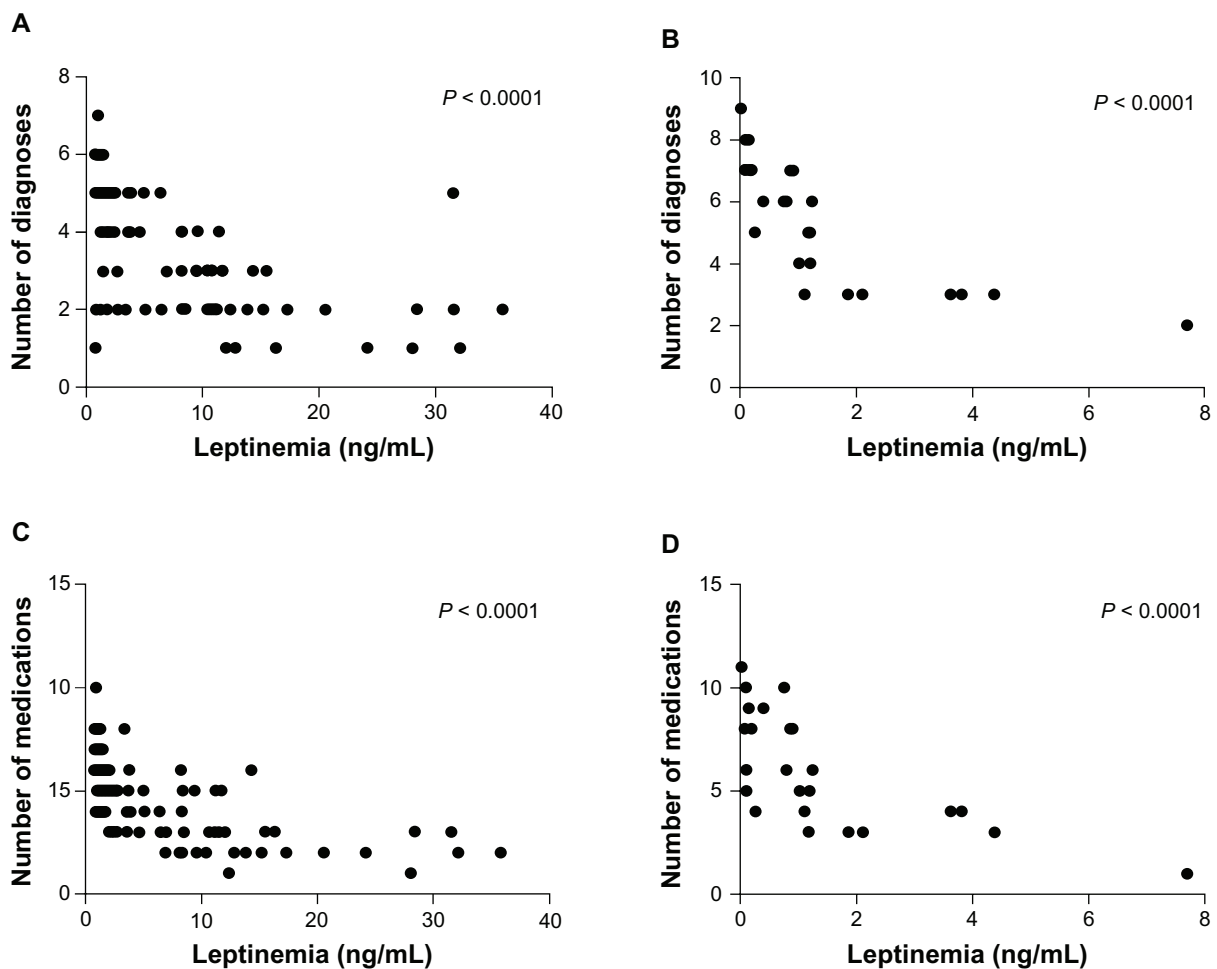 A
B
8
6
4
2
0
Number of diagnoses
P < 0.0001
0
10
20
30
40
Leptinemia (ng/mL)
10
8
6
4
2
0
Number of diagnoses
P < 0.0001
0
2
4
6
8
Leptinemia (ng/mL)
C
D
15
10
15
0
Number of medications
P < 0.0001
0
10
20
30
40
Leptinemia (ng/mL)
15
10
5
0
Number of medications
P < 0.0001
0
2
4
6
8
Leptinemia (ng/mL)